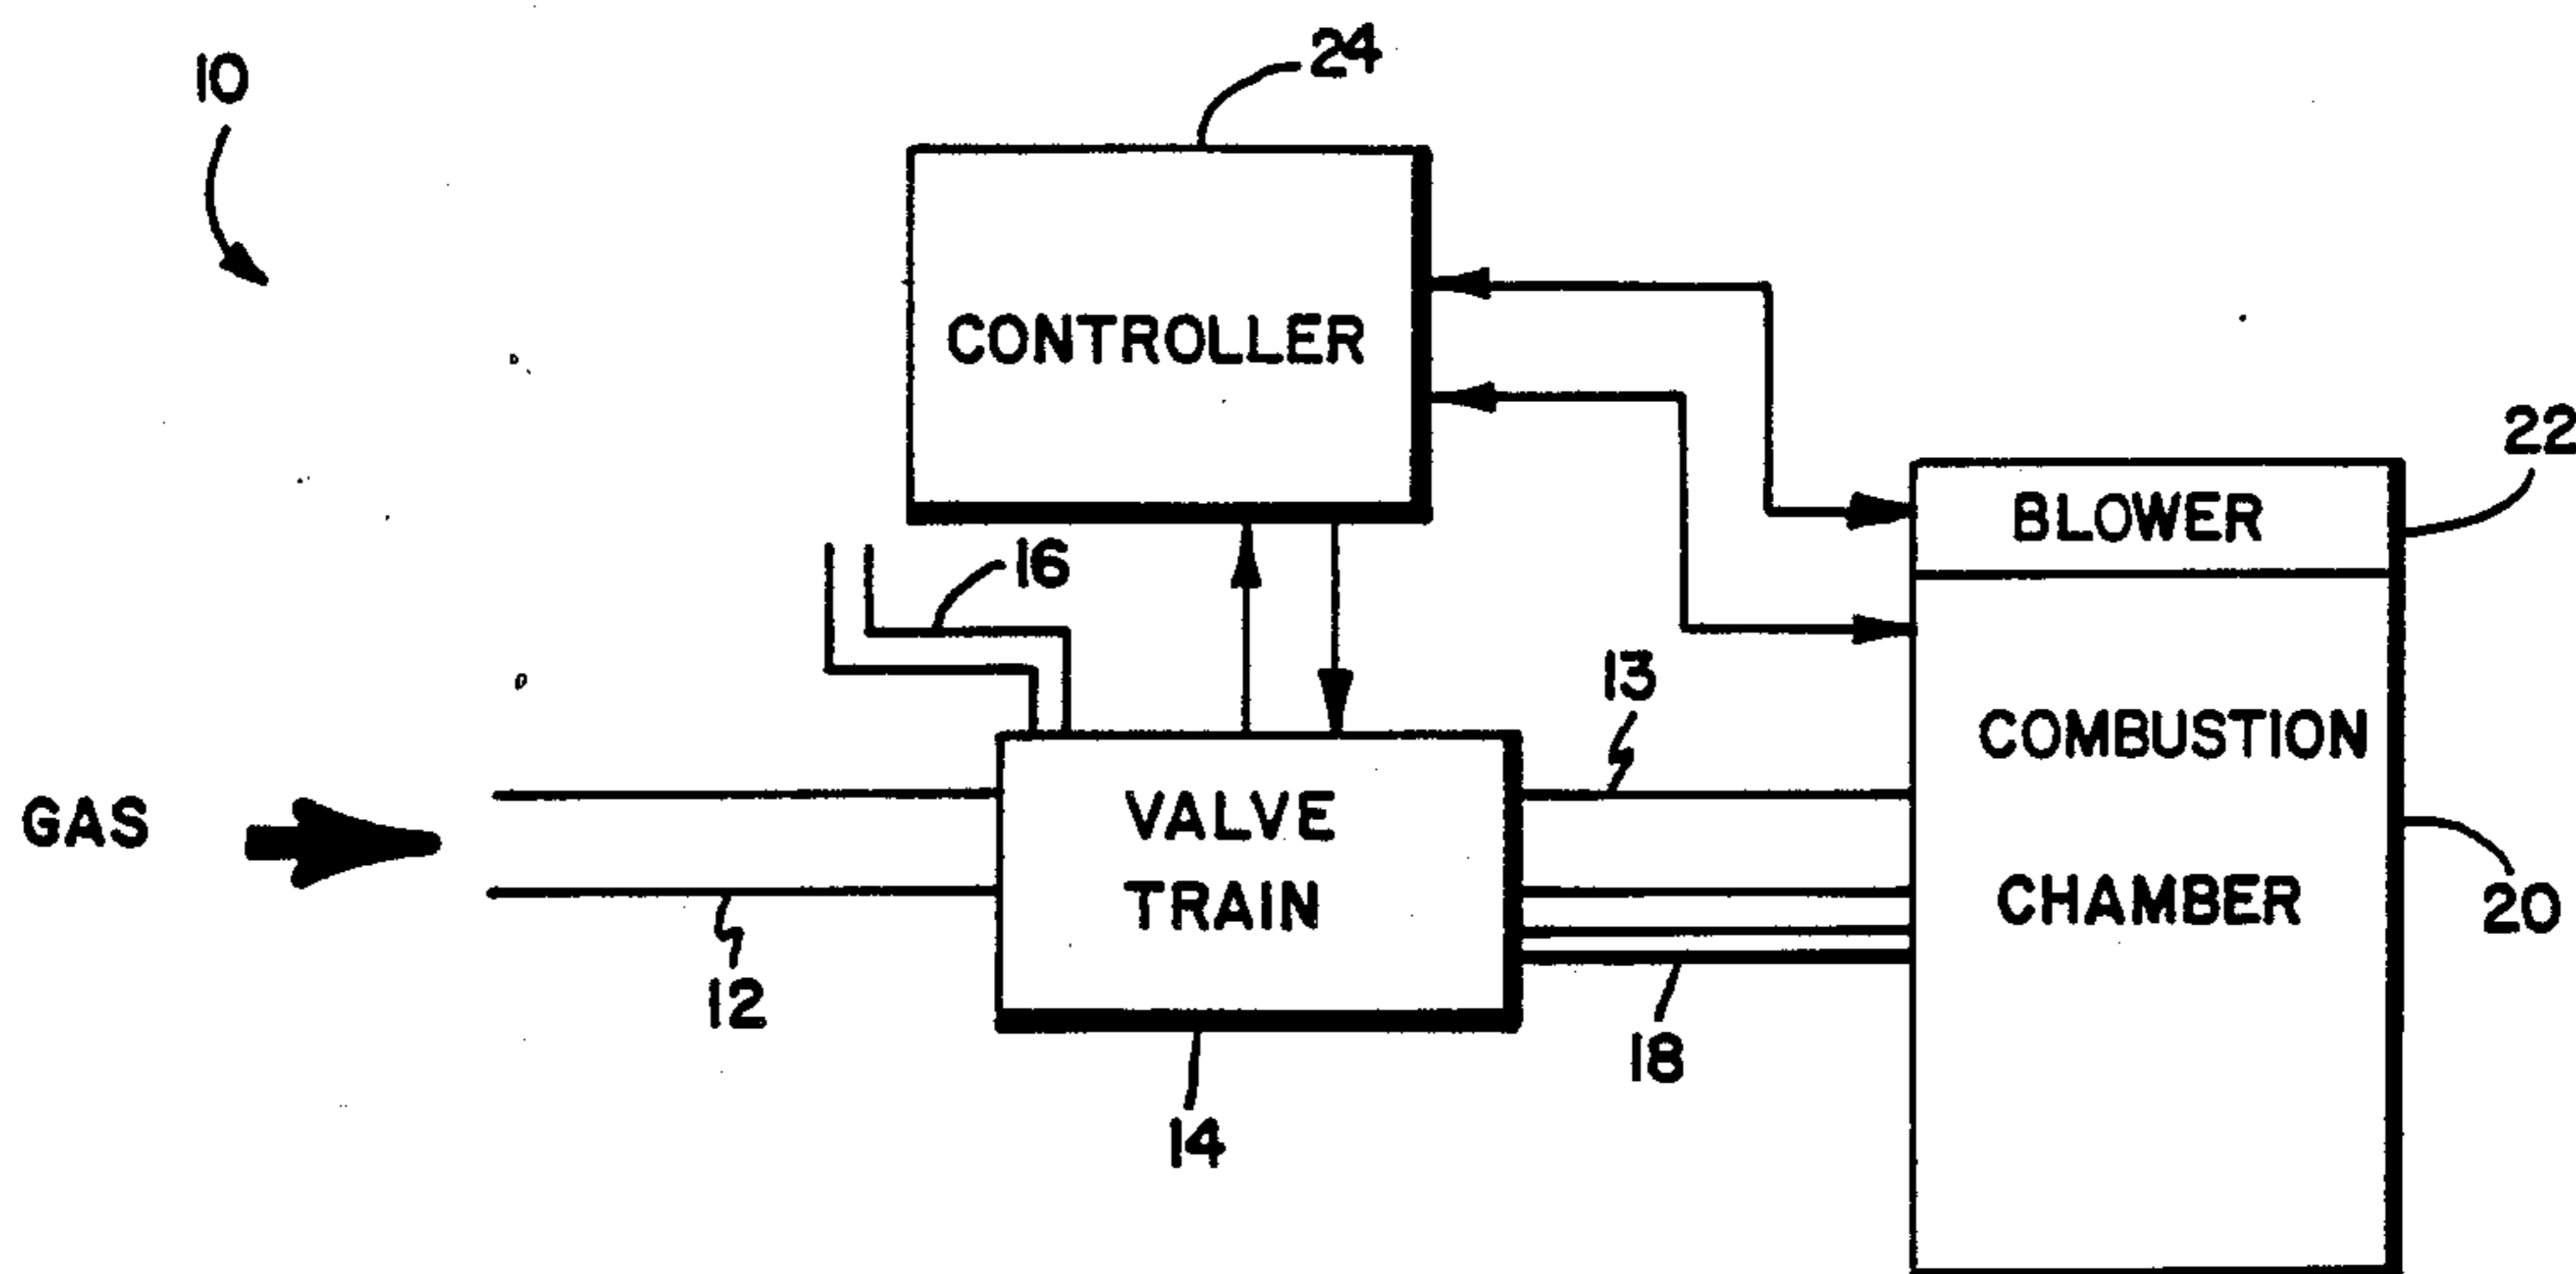 10
24
CONTROLLER
22
BLOWER
16
13
COMBUSTION
GAS
VALVE
TRAIN
CHAMBER
20
12
18
14